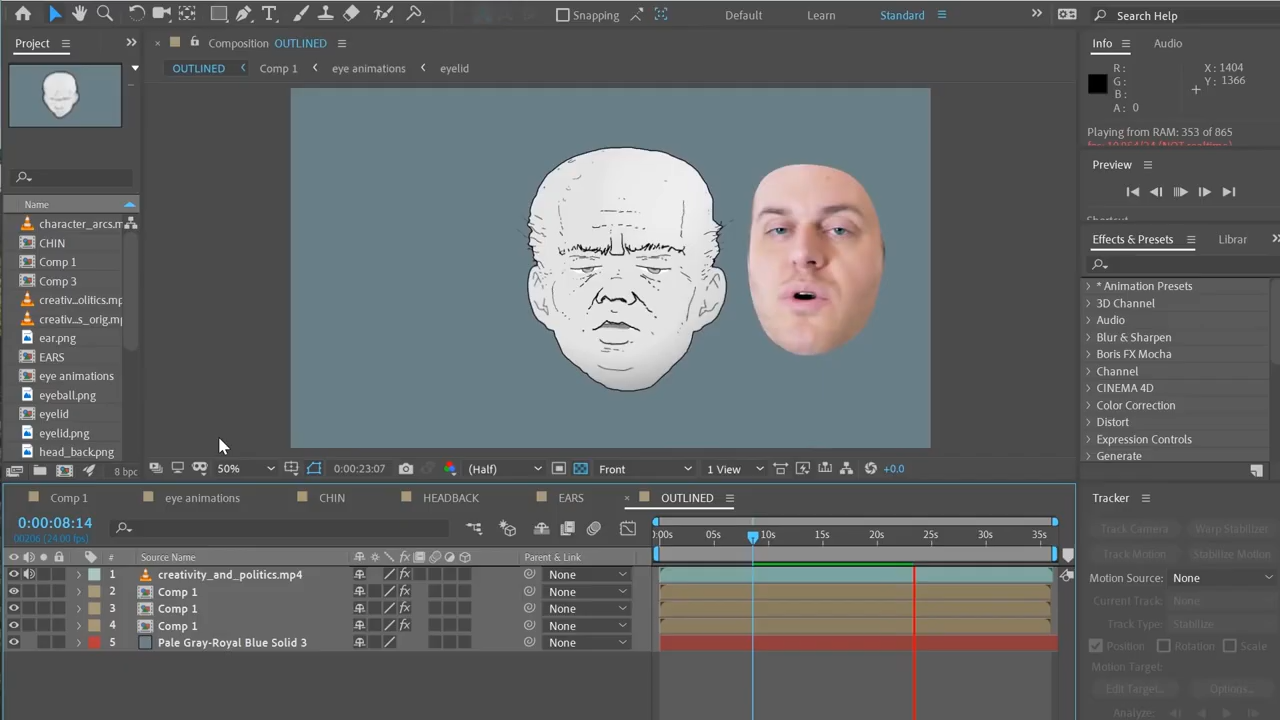 Snapping
Default
Learn
Standard
Search Help
Project
Composition OUTLINED
Info
Audio
OUTLINED
Comp 1
eye animations
eyelid
R:
G:
B:
A: 0
X: 1404
Y: 1366
Playing from RAM: 353 of 865
Preview
Name
character_arcs.m
CHIN
Comp 1
Comp 3
creativ...olitics.mp
creativ...s_orig.mp
ear.png
EARS
eye animations
eyeball.png
eyelid
eyelid.png
head_back.png
Effects & Presets
Librar
* Animation Presets
3D Channel
Audio
Blur & Sharpen
Boris FX Mocha
Channel
CINEMA 4D
Color Correction
Distort
Expression Controls
Generate
8 bpc
50%
0:00:23:07
(Half)
Front
1 View
+0.0
Comp 1
eye animations
CHIN
HEADBACK
EARS
OUTLINED
Tracker
0:00:08:14
00206 (24.00 fps)
:00s 05s 10s 15s 20s 25s 30s 35s
# Source Name fx Parent & Link
1 creativity_and_politics.mp4 fx None
2 Comp 1 fx None
3 Comp 1 fx None
4 Comp 1 fx None
5 Pale Gray-Royal Blue Solid 3 None
Track Camera Warp Stabilizer
Track Motion Stabilize Motion
Motion Source: None
Current Track: None
Track Type: Stabilize
Position Rotation Scale
Motion Target:
Edit Target... Options...
Analyze: